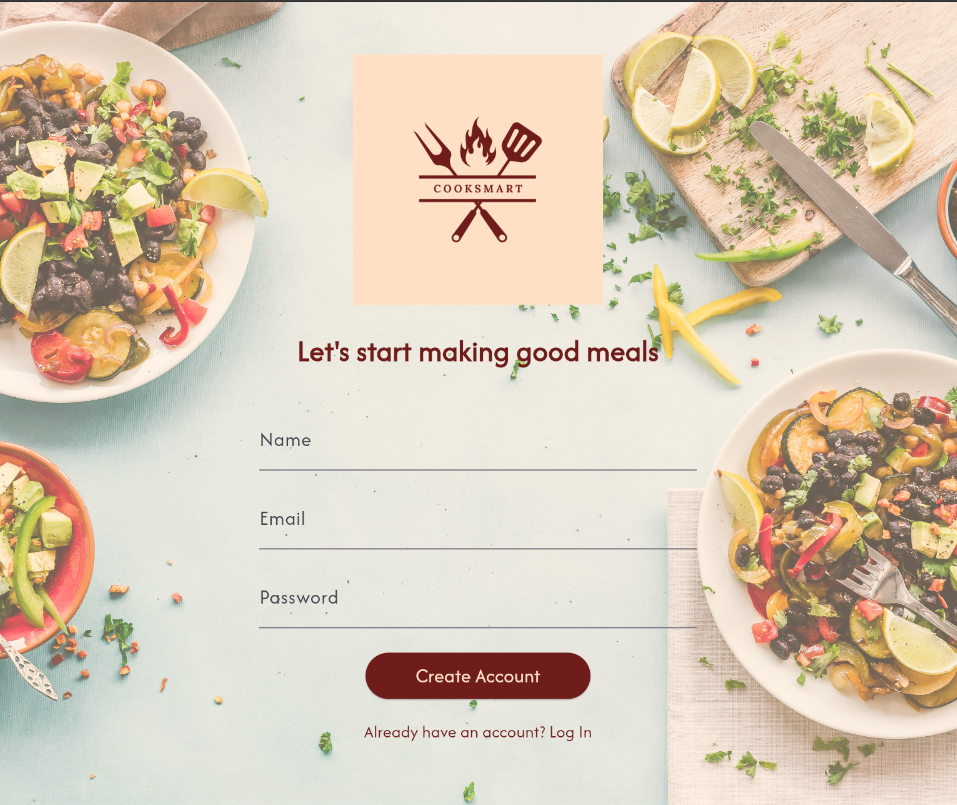 COOKSMART
Let's start making good meals
Name
Email
Password
Create Account
Already have an account? Log In